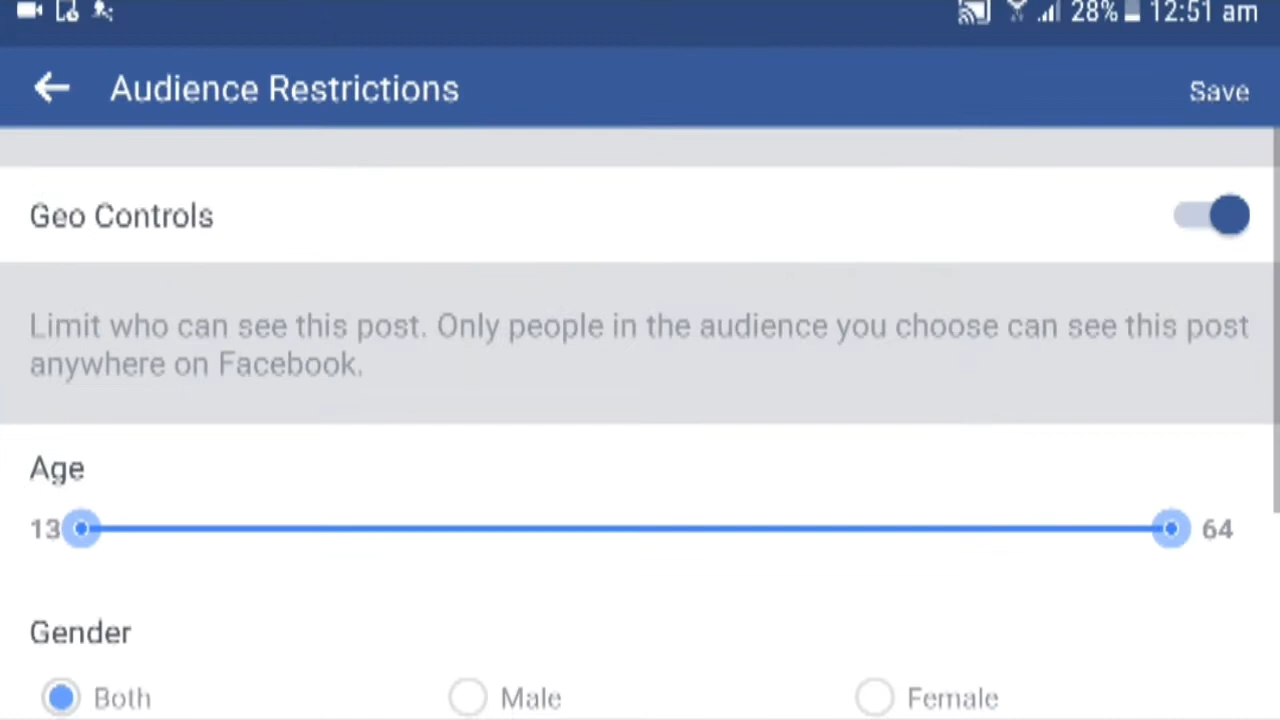 28% 12:51 am
Audience Restrictions Save
Geo Controls
Limit who can see this post. Only people in the audience you choose can see this post
anywhere on Facebook.
Age
13 64
Gender
Both Male Female